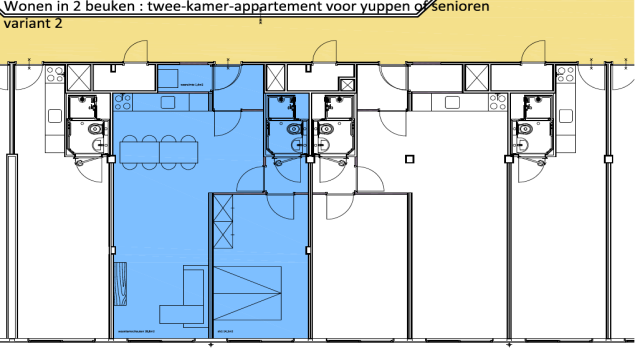 Wonen in 2 beuken : twee-kamer-appartement voor yuppen of senioren
variant 2